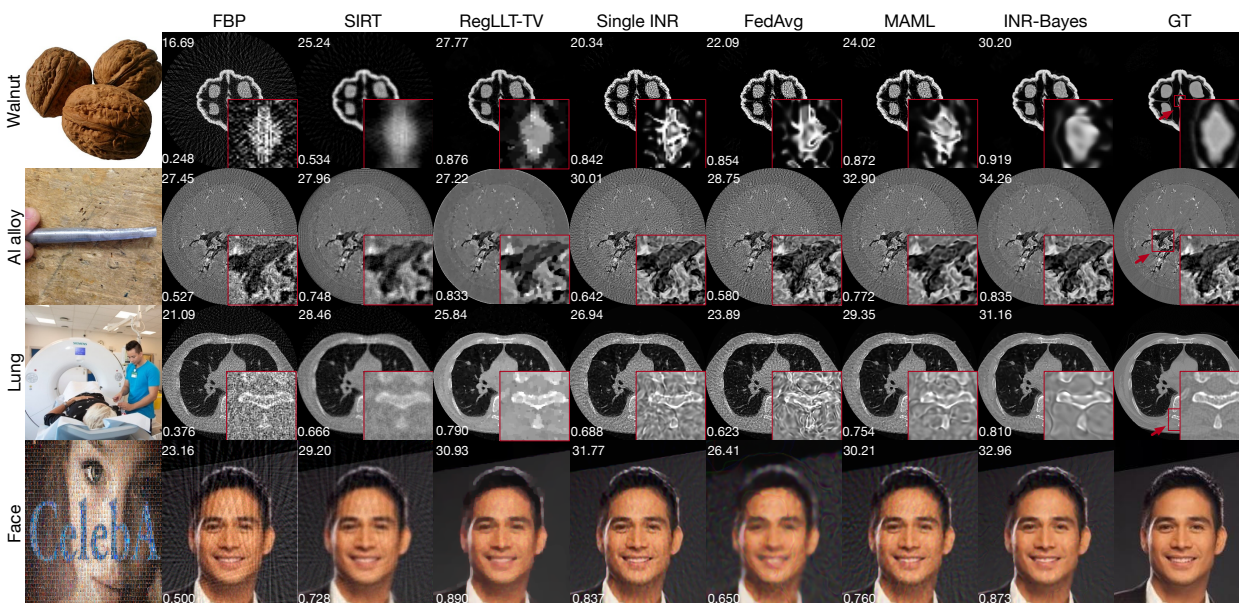 FBP SIRT RegLLT-TV Single INR FedAvg MAML INR-Bayes GT
Walnut
16.69 25.24 27.77 20.34 22.09 24.02 30.20
0.248 0.534 0.876 0.842 0.854 0.872 0.919
Al alloy
27.45 27.96 27.22 30.01 28.75 32.90 34.26
0.527 0.748 0.833 0.642 0.580 0.772 0.835
Lung
21.09 28.46 25.84 26.94 23.89 29.35 31.16
0.376 0.666 0.790 0.688 0.623 0.754 0.810
Face
CelebA
23.16 29.20 30.93 31.77 26.41 30.21 32.96
0.500 0.728 0.890 0.837 0.650 0.760 0.873